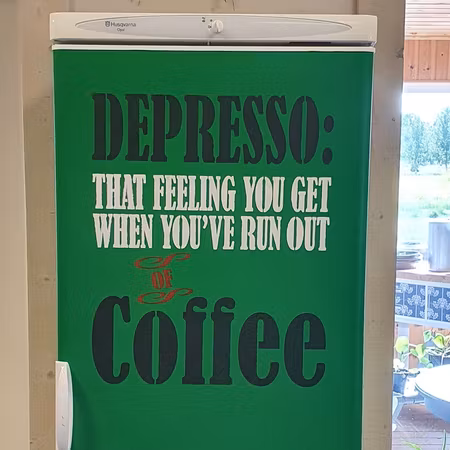 Husqvarna
DEPRESSO:
THAT FEELING YOU GET
WHEN YOU'VE RUN OUT
OF
Coffee